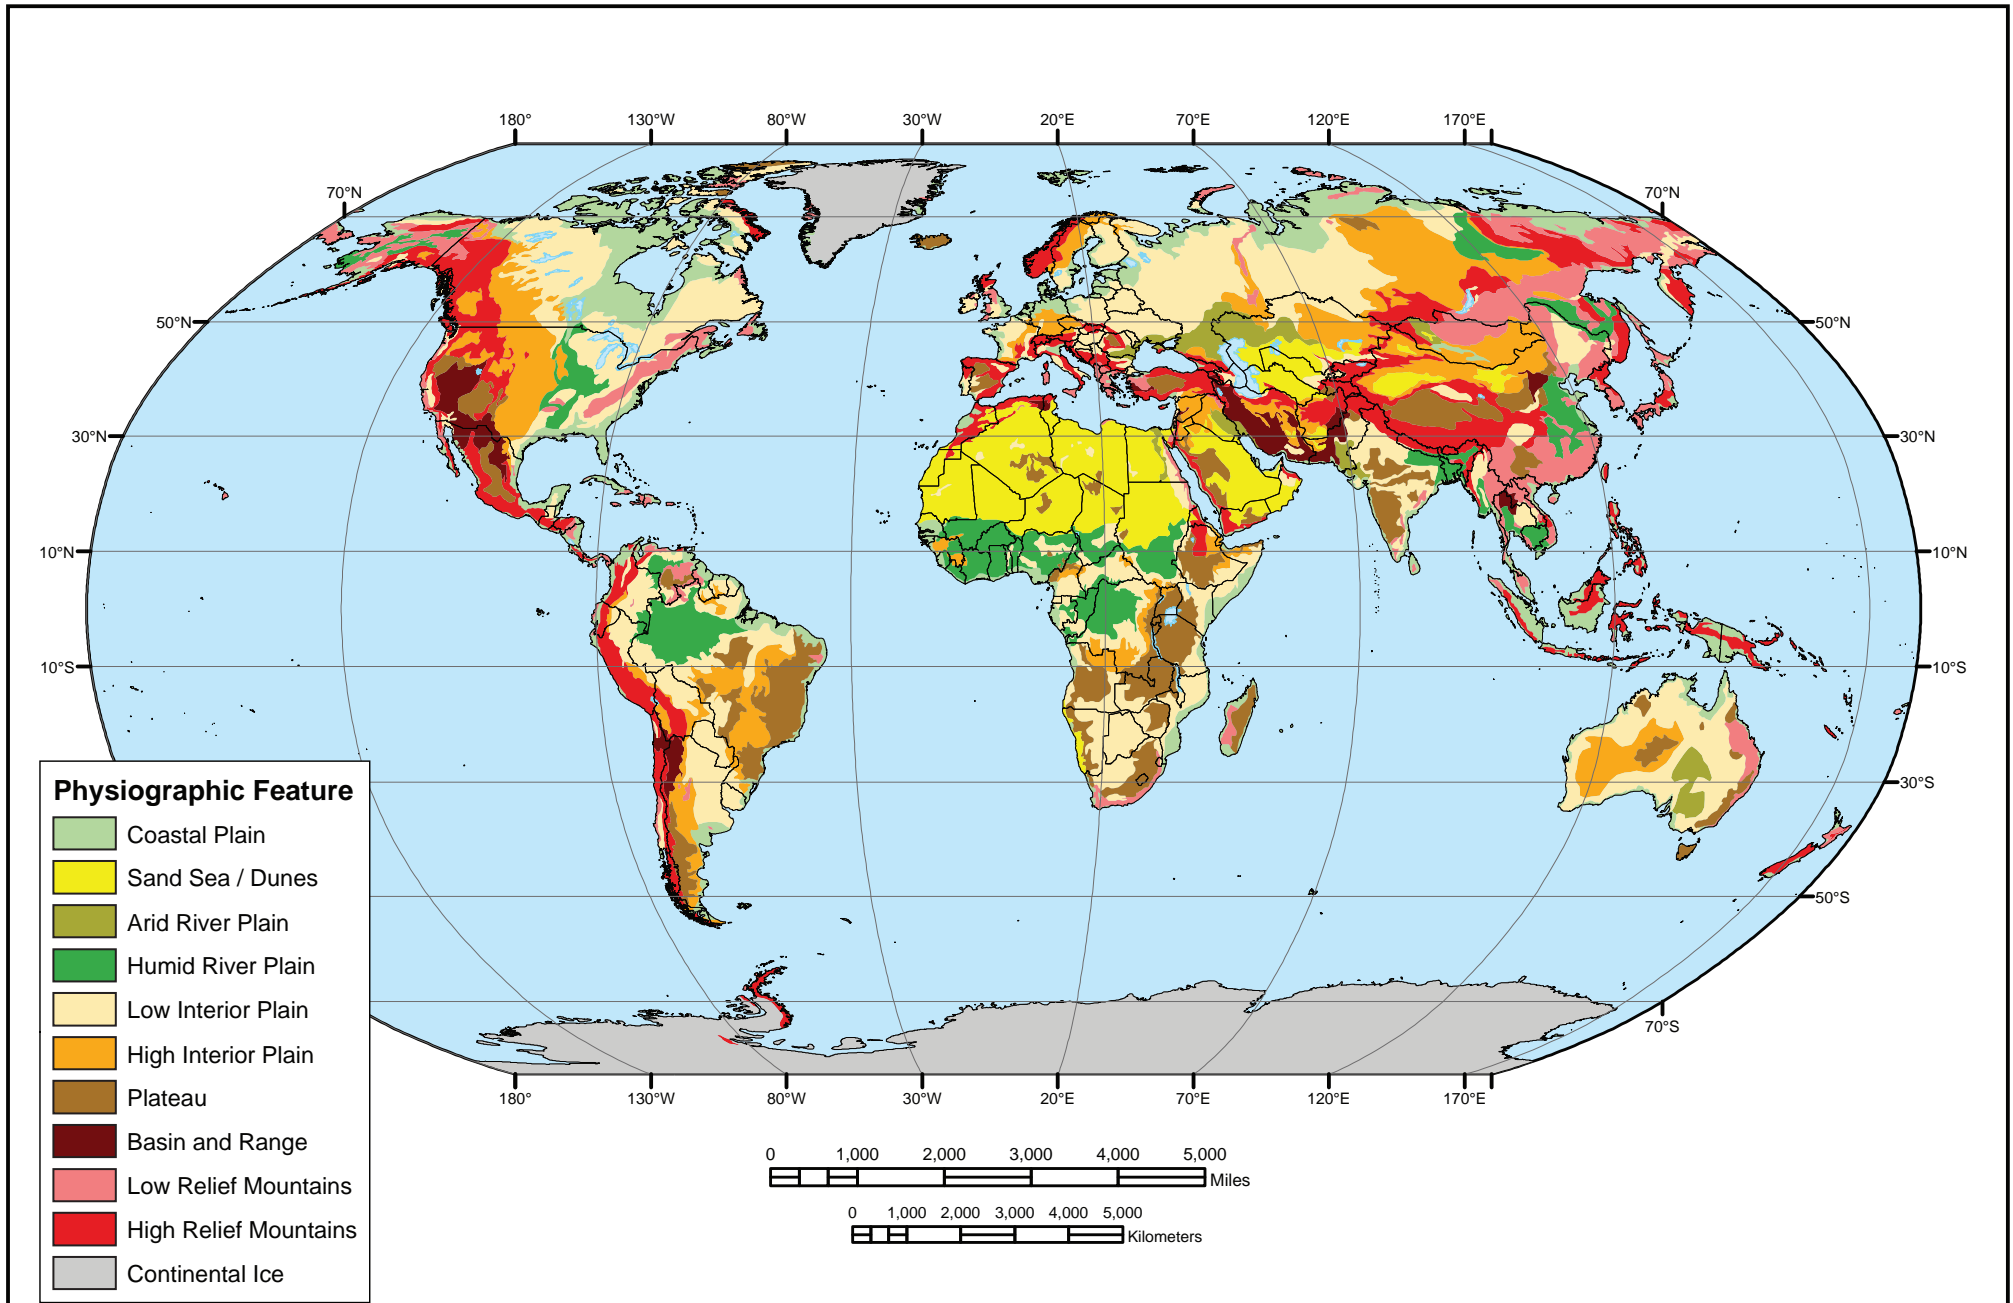 180° 130°W 80°W 30°W 20°E 70°E 120°E 170°E
70°N 70°N
50°N 50°N
30°N 30°N
10°N 10°N
10°S 10°S
30°S
50°S
70°S
Physiographic Feature
Coastal Plain
Sand Sea / Dunes
Arid River Plain
Humid River Plain
Low Interior Plain
High Interior Plain
Plateau
Basin and Range
Low Relief Mountains
High Relief Mountains
Continental Ice
180° 130°W 80°W 30°W 20°E 70°E 120°E 170°E
0 1,000 2,000 3,000 4,000 5,000
Miles
0 1,000 2,000 3,000 4,000 5,000
Kilometers